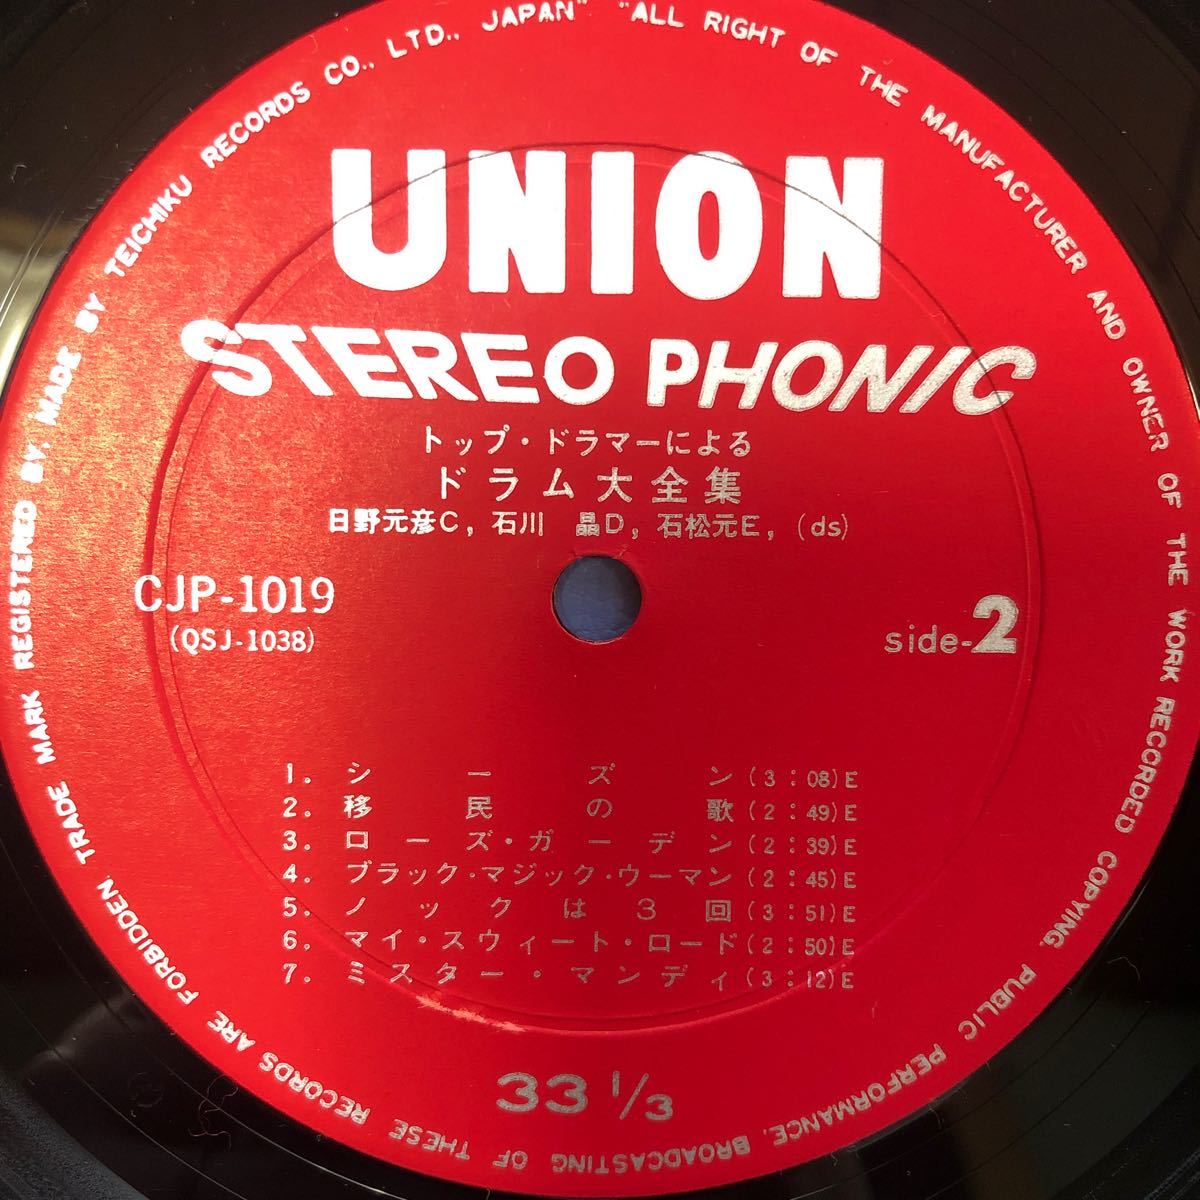 TRADE MARK REGISTERED BY, MADE BY TEICHIKU RECORDS CO., LTD., JAPAN" "ALL RIGHT OF THE MANUFACTURER AND OWNER OF THE WORK RECORDED COPYING, PUBLIC PERFORMANCE, BROADCASTING OF THESE RECORDS ARE FORBIDDEN,
UNION
STEREO PHONIC
トップ・ドラマーによる
ドラム大全集
日野元彦C, 石川 晶D, 石松元E, (ds)
CJP-1019
(QSJ-1038)
side-2
1. シーズン(3:08)E
2. 移民の歌(2:49)E
3. ローズ・ガーデン(2:39)E
4. ブラック・マジック・ウーマン(2:45)E
5. ノックは3回(3:51)E
6. マイ・スウィート・ロード(2:50)E
7. ミスター・マンディ(3:12)E
33 1/3